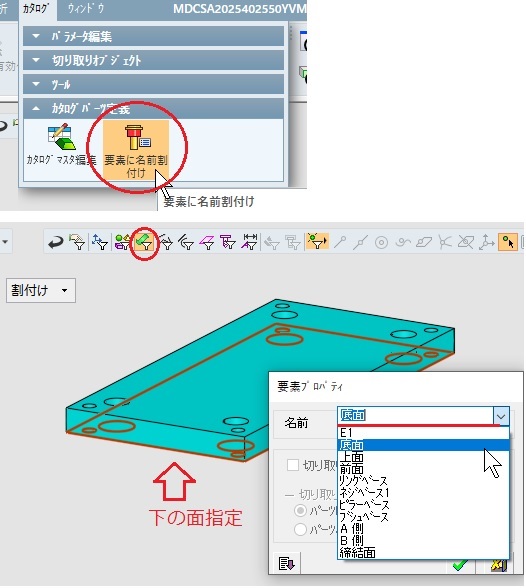 析
カタログ ウィンドウ MDCSA2025402550YVM
パラメータ編集
切り取りオブジェクト
ツール
カタログパーツ定義
有効
カタログマスタ編集
要素に名前割
付け
要素に名前割付け
割付け
要素プロパティ
名前
底面
E1
底面
上面
前面
リングベース
ネジベース1
ピラーベース
ブシュベース
A 側
B 側
締結面
切り取
切り取り
パーツ
パーツ
下の面指定